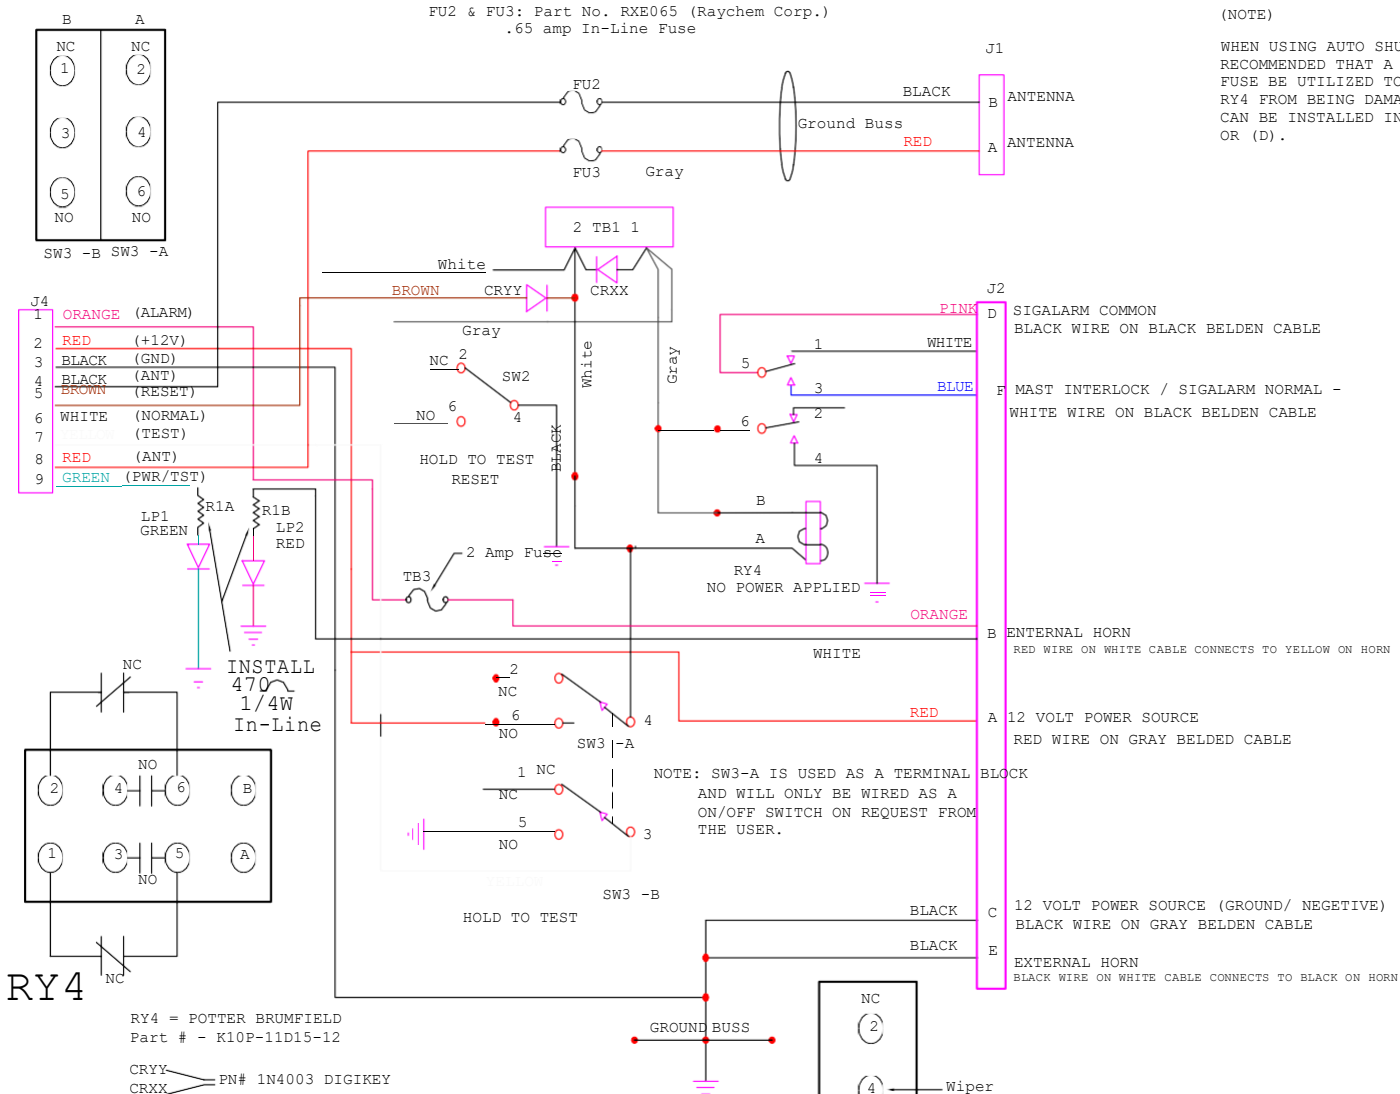 FU2 & FU3: Part No. RXE065 (Raychem Corp.)
.65 amp In-Line Fuse
(NOTE)
WHEN USING AUTO SHU
RECOMMENDED THAT A
FUSE BE UTILIZED TO
RY4 FROM BEING DAMA
CAN BE INSTALLED IN
OR (D).
B A
NC NC
1 2
3 4
5 6
NO NO
SW3 -B SW3 -A
FU2
FU3
Gray
Ground Buss
BLACK
RED
J1
B ANTENNA
A ANTENNA
2 TB1 1
White
BROWN
CRYY
CRXX
Gray
White
Gray
J4
1 ORANGE (ALARM)
2 RED (+12V)
3 BLACK (GND)
4 BLACK (ANT)
5 BROWN (RESET)
6 WHITE (NORMAL)
7 (TEST)
8 RED (ANT)
9 GREEN (PWR/TST)
NC 2
SW2
NO 6
4
BLACK
HOLD TO TEST
RESET
J2
PINK
D SIGALARM COMMON
BLACK WIRE ON BLACK BELDEN CABLE
1 WHITE
5
3 BLUE
F MAST INTERLOCK / SIGALARM NORMAL -
WHITE WIRE ON BLACK BELDEN CABLE
2
6
4
B
A
RY4
NO POWER APPLIED
LP1
GREEN
R1A
R1B
LP2
RED
2 Amp Fuse
TB3
ORANGE
B ENTERNAL HORN
RED WIRE ON WHITE CABLE CONNECTS TO YELLOW ON HORN
WHITE
INSTALL
470
1/4W
In-Line
2
NC
6
NO
4
SW3 -A
RED
A 12 VOLT POWER SOURCE
RED WIRE ON GRAY BELDED CABLE
NOTE: SW3-A IS USED AS A TERMINAL BLOCK
AND WILL ONLY BE WIRED AS A
ON/OFF SWITCH ON REQUEST FROM
THE USER.
1 NC
NC
5
NO
3
SW3 -B
HOLD TO TEST
NC
NO
2 4 6 B
1 3 5 A
NO
NC
RY4
BLACK
C 12 VOLT POWER SOURCE (GROUND/ NEGETIVE)
BLACK WIRE ON GRAY BELDEN CABLE
BLACK
E
EXTERNAL HORN
BLACK WIRE ON WHITE CABLE CONNECTS TO BLACK ON HORN
RY4 = POTTER BRUMFIELD
Part # - K10P-11D15-12
CRYY
CRXX
PN# 1N4003 DIGIKEY
GROUND BUSS
NC
2
4
Wiper